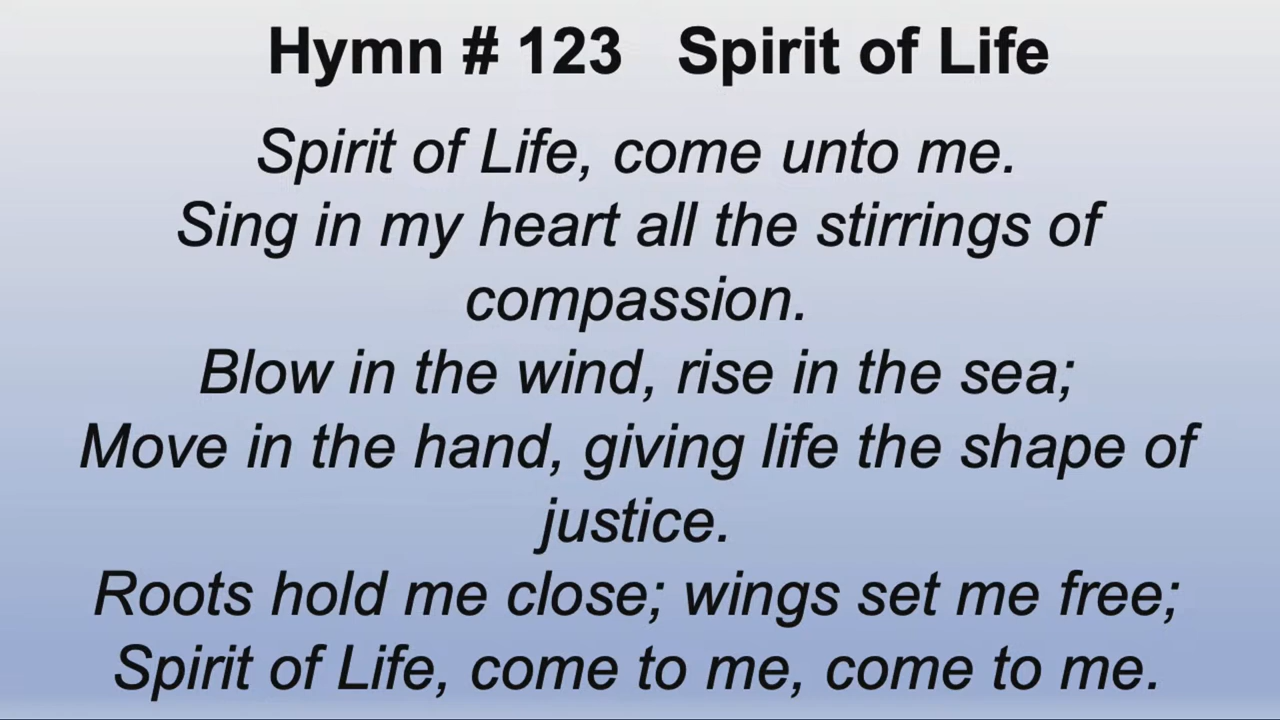 Hymn # 123 Spirit of Life
Spirit of Life, come unto me.
Sing in my heart all the stirrings of
compassion.
Blow in the wind, rise in the sea;
Move in the hand, giving life the shape of
justice.
Roots hold me close; wings set me free;
Spirit of Life, come to me, come to me.